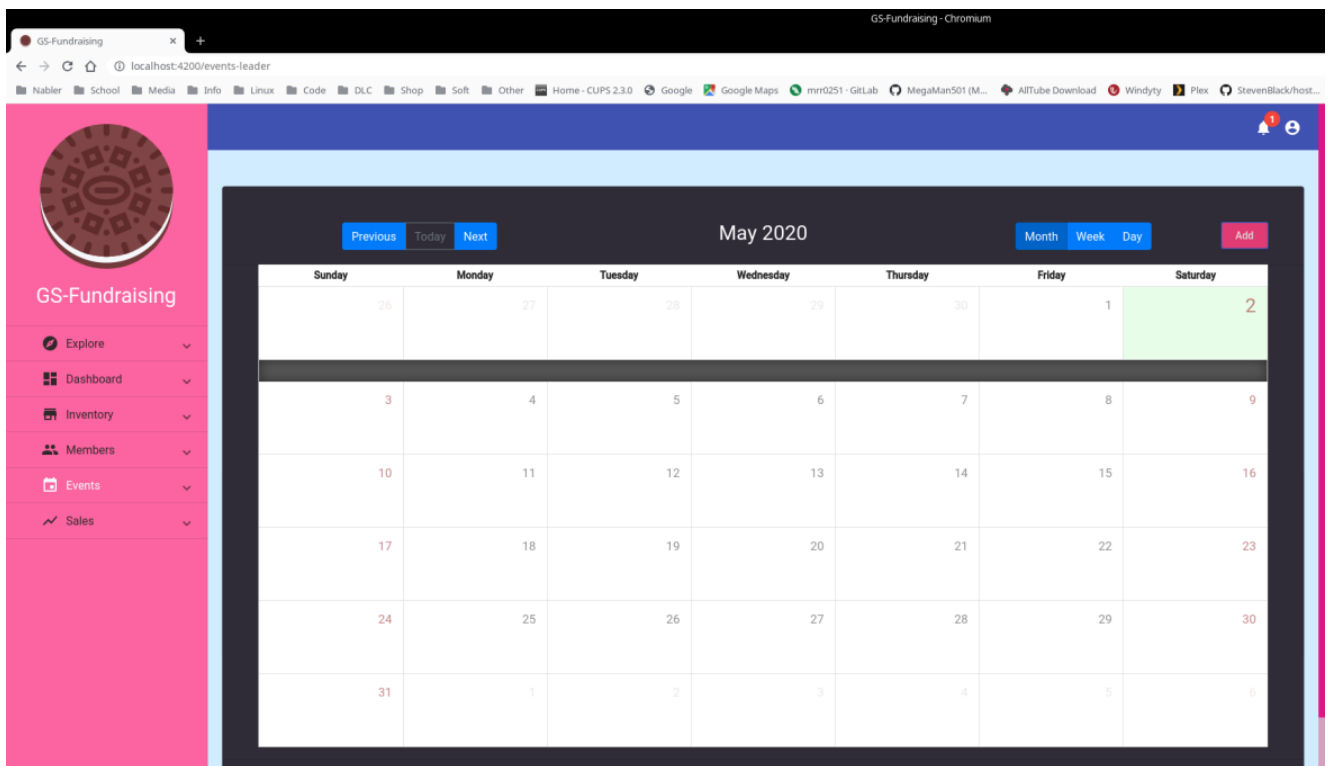 GS-Fundraising - Chromium
GS-Fundraising × +
localhost:4200/events-leader
Nabler School Media Info Linux Code DLC Shop Soft Other Home - CUPS 2.3.0 Google Google Maps mrr0251 · GitLab MegaMan501 (M... AllTube Download Windyty Plex StevenBlack/host...
1
Previous Today Next May 2020 Month Week Day Add
Sunday Monday Tuesday Wednesday Thursday Friday Saturday
26 27 28 29 30 1 2
3 4 5 6 7 8 9
10 11 12 13 14 15 16
17 18 19 20 21 22 23
24 25 26 27 28 29 30
31 1 2 3 4 5 6
GS-Fundraising
Explore
Dashboard
Inventory
Members
Events
Sales